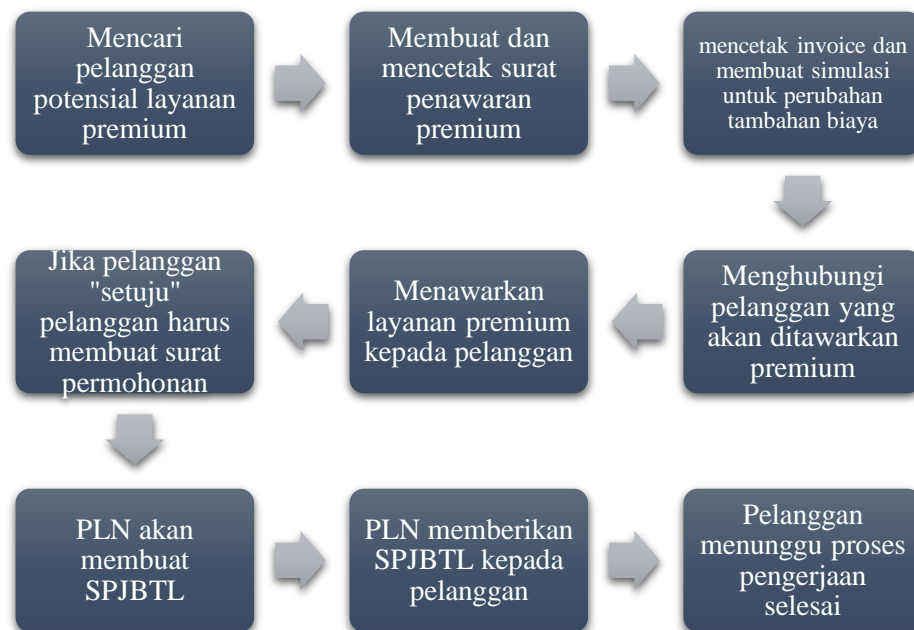 Mencari
pelanggan
potensial layanan
premium
Membuat dan
mencetak surat
penawaran
premium
mencetak invoice dan
membuat simulasi
untuk perubahan
tambahan biaya
Menghubungi
pelanggan yang
akan ditawarkan
premium
Menawarkan
layanan premium
kepada pelanggan
Jika pelanggan
"setuju"
pelanggan harus
membuat surat
permohonan
PLN akan
membuat
SPJBTL
PLN memberikan
SPJBTL kepada
pelanggan
Pelanggan
menunggu proses
pengerjaan
selesai